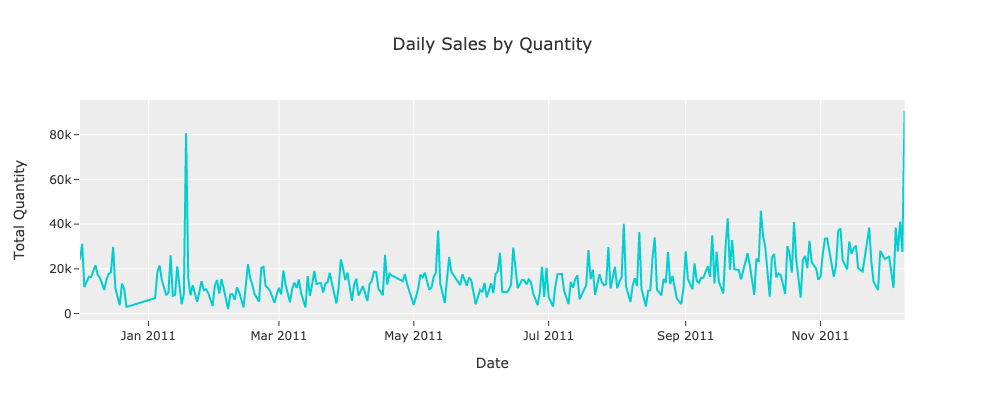 Daily Sales by Quantity
Total Quantity
80k
60k
40k
20k
0
Jan 2011 Mar 2011 May 2011 Jul 2011 Sep 2011 Nov 2011
Date